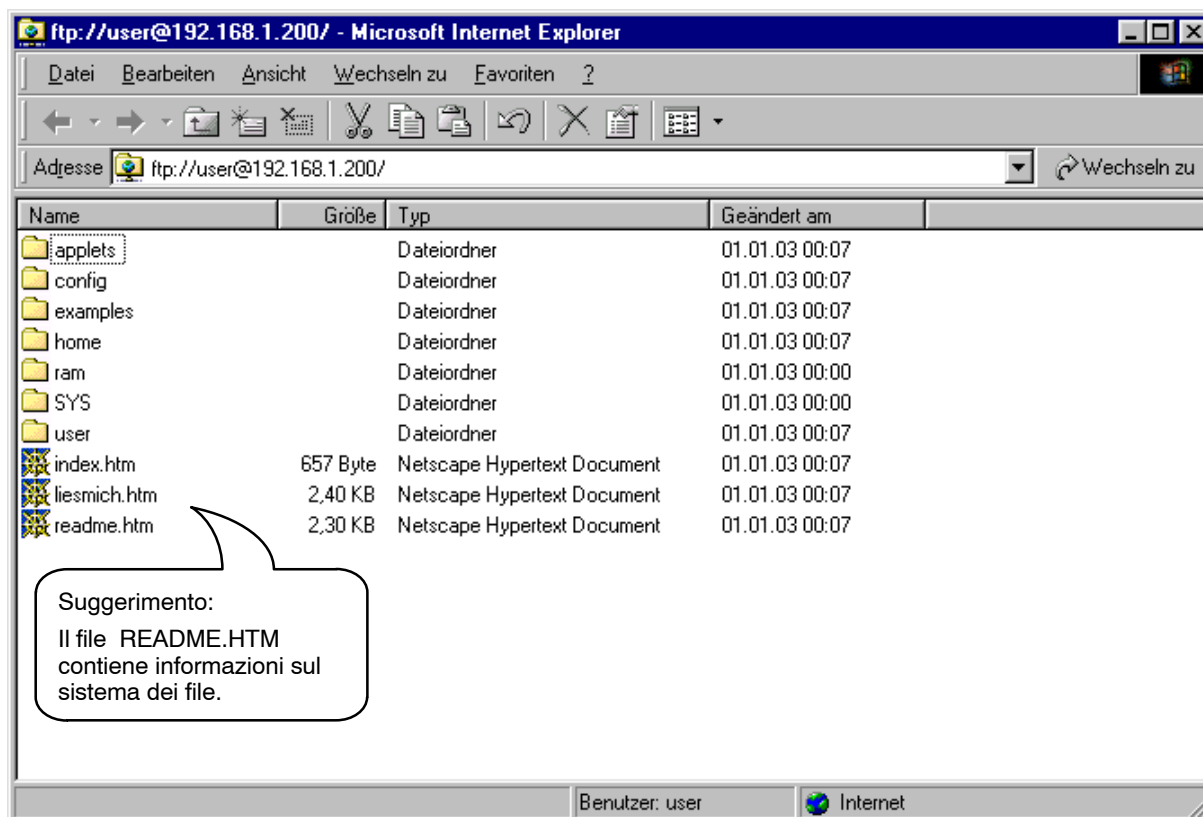 ftp://user@192.168.1.200/ - Microsoft Internet Explorer
Datei Bearbeiten Ansicht Wechseln zu Favoriten ?
Adresse ftp://user@192.168.1.200/ Wechseln zu
Name Größe Typ Geändert am
applets Dateiordner 01.01.03 00:07
config Dateiordner 01.01.03 00:07
examples Dateiordner 01.01.03 00:07
home Dateiordner 01.01.03 00:07
ram Dateiordner 01.01.03 00:00
SYS Dateiordner 01.01.03 00:00
user Dateiordner 01.01.03 00:07
index.htm 657 Byte Netscape Hypertext Document 01.01.03 00:07
liesmich.htm 2,40 KB Netscape Hypertext Document 01.01.03 00:07
readme.htm 2,30 KB Netscape Hypertext Document 01.01.03 00:07
Suggerimento:
Il file README.HTM
contiene informazioni sul
sistema dei file.
Benutzer: user Internet